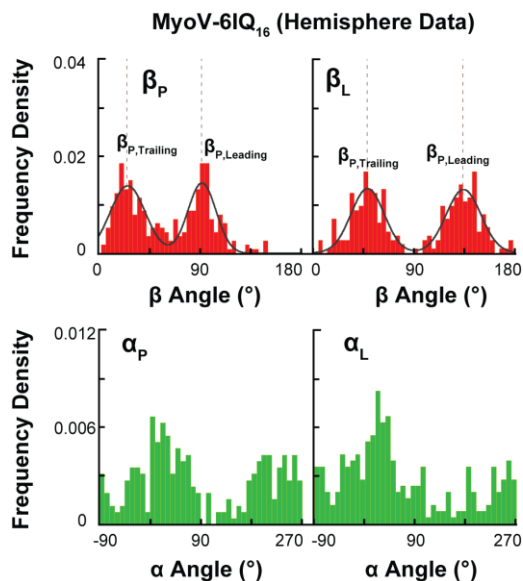 MyoV-6IQ16 (Hemisphere Data)
Frequency Density
0.04
0.02
0
βP
βP,Trailing
βP,Leading
0 90 180
β Angle (°)
βL
βP,Trailing
βP,Leading
0 90 180
β Angle (°)
Frequency Density
0.012
0.006
0
αP
-90 90 270
α Angle (°)
αL
-90 90 270
α Angle (°)